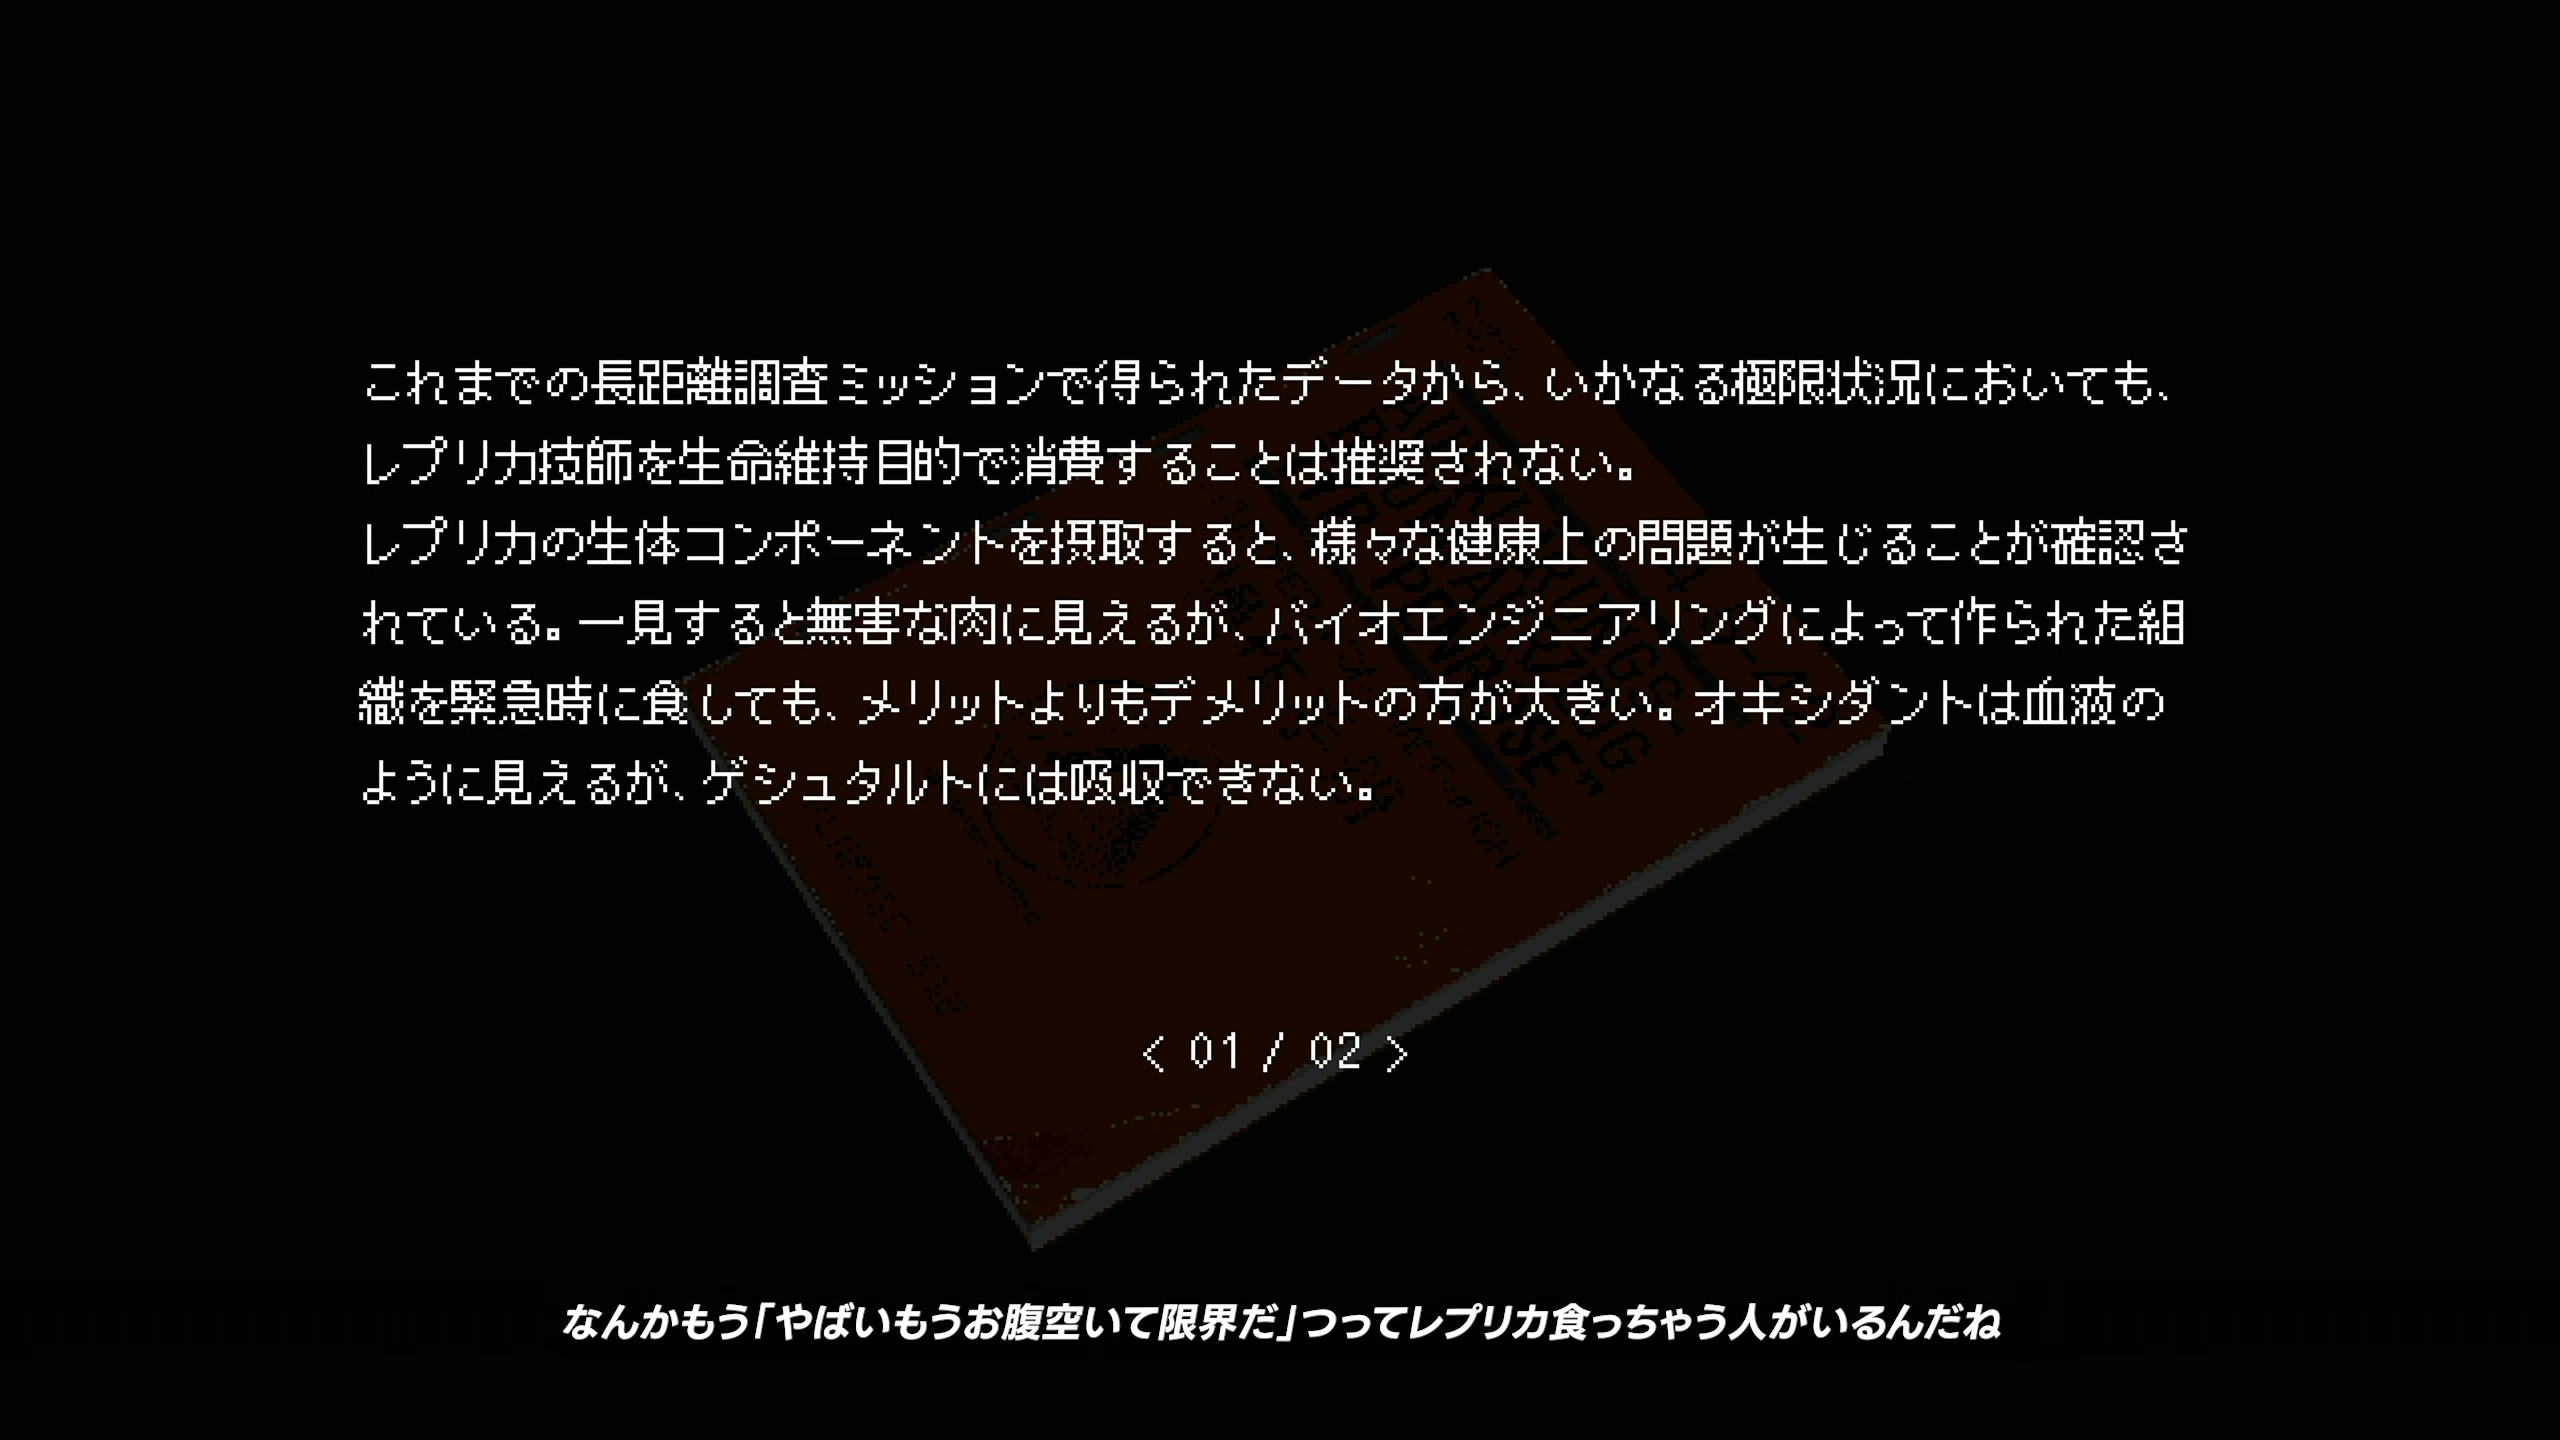 これまでの長距離調査ミッションで得られたデータから、いかなる極限状況においても、
レプリカ技師を生命維持目的で消費することは推奨されない。
レプリカの生体コンポーネントを摂取すると、様々な健康上の問題が生じることが確認さ
れている。一見すると無害な肉に見えるが、バイオエンジニアリングによって作られた組
織を緊急時に食しても、メリットよりもデメリットの方が大きい。オキシダントは血液の
ように見えるが、ゲシュタルトには吸収できない。
< 01 / 02 >
なんかもう「やばいもうお腹空いて限界だ」つってレプリカ食っちゃう人がいるんだね